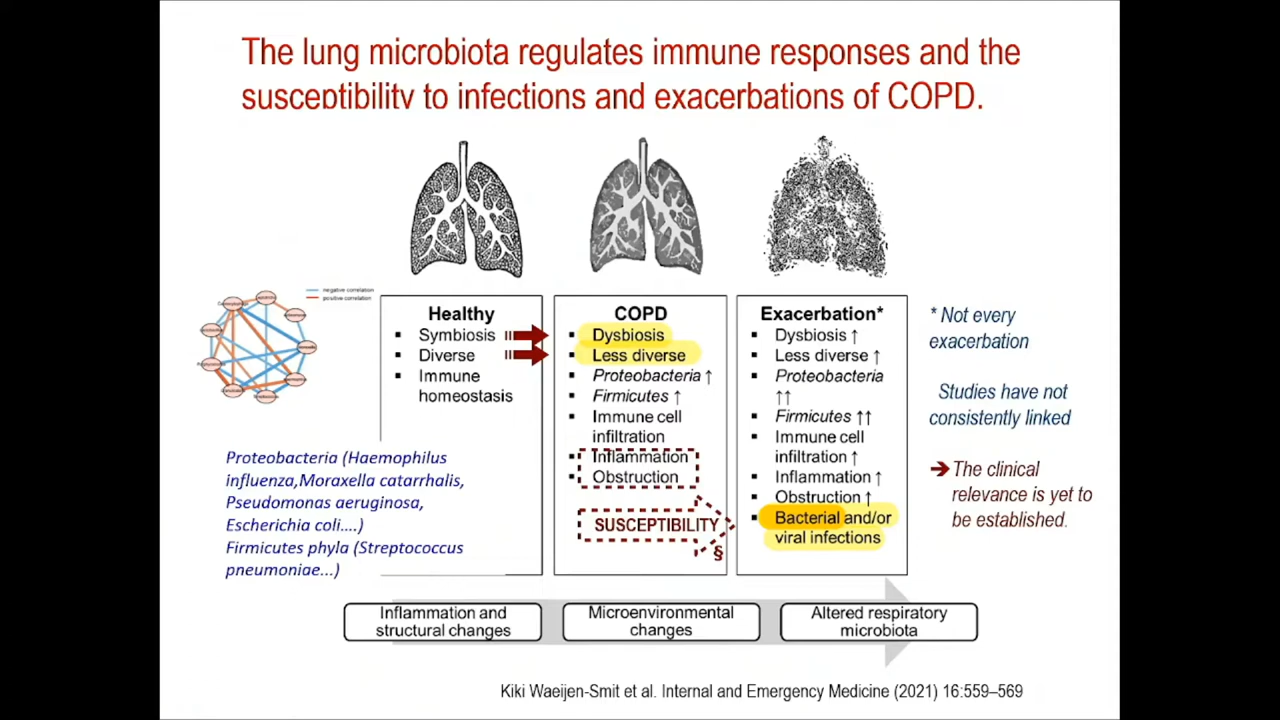 The lung microbiota regulates immune responses and the
susceptibility to infections and exacerbations of COPD.
negative correlation
positive correlation
Healthy
▪ Symbiosis
▪ Diverse
▪ Immune
homeostasis
COPD
▪ Dysbiosis
▪ Less diverse
▪ Proteobacteria ↑
▪ Firmicutes ↑
▪ Immune cell
infiltration
▪ Inflammation
▪ Obstruction
SUSCEPTIBILITY
§
Exacerbation*
▪ Dysbiosis ↑
▪ Less diverse ↑
▪ Proteobacteria
↑↑
▪ Firmicutes ↑↑
▪ Immune cell
infiltration ↑
▪ Inflammation ↑
▪ Obstruction ↑
▪ Bacterial and/or
viral infections
* Not every
exacerbation
Studies have not
consistently linked
➔ The clinical
relevance is yet to
be established.
Proteobacteria (Haemophilus
influenza,Moraxella catarrhalis,
Pseudomonas aeruginosa,
Escherichia coli....)
Firmicutes phyla (Streptococcus
pneumoniae...)
Inflammation and
structural changes
Microenvironmental
changes
Altered respiratory
microbiota
Kiki Waeijen-Smit et al. Internal and Emergency Medicine (2021) 16:559–569